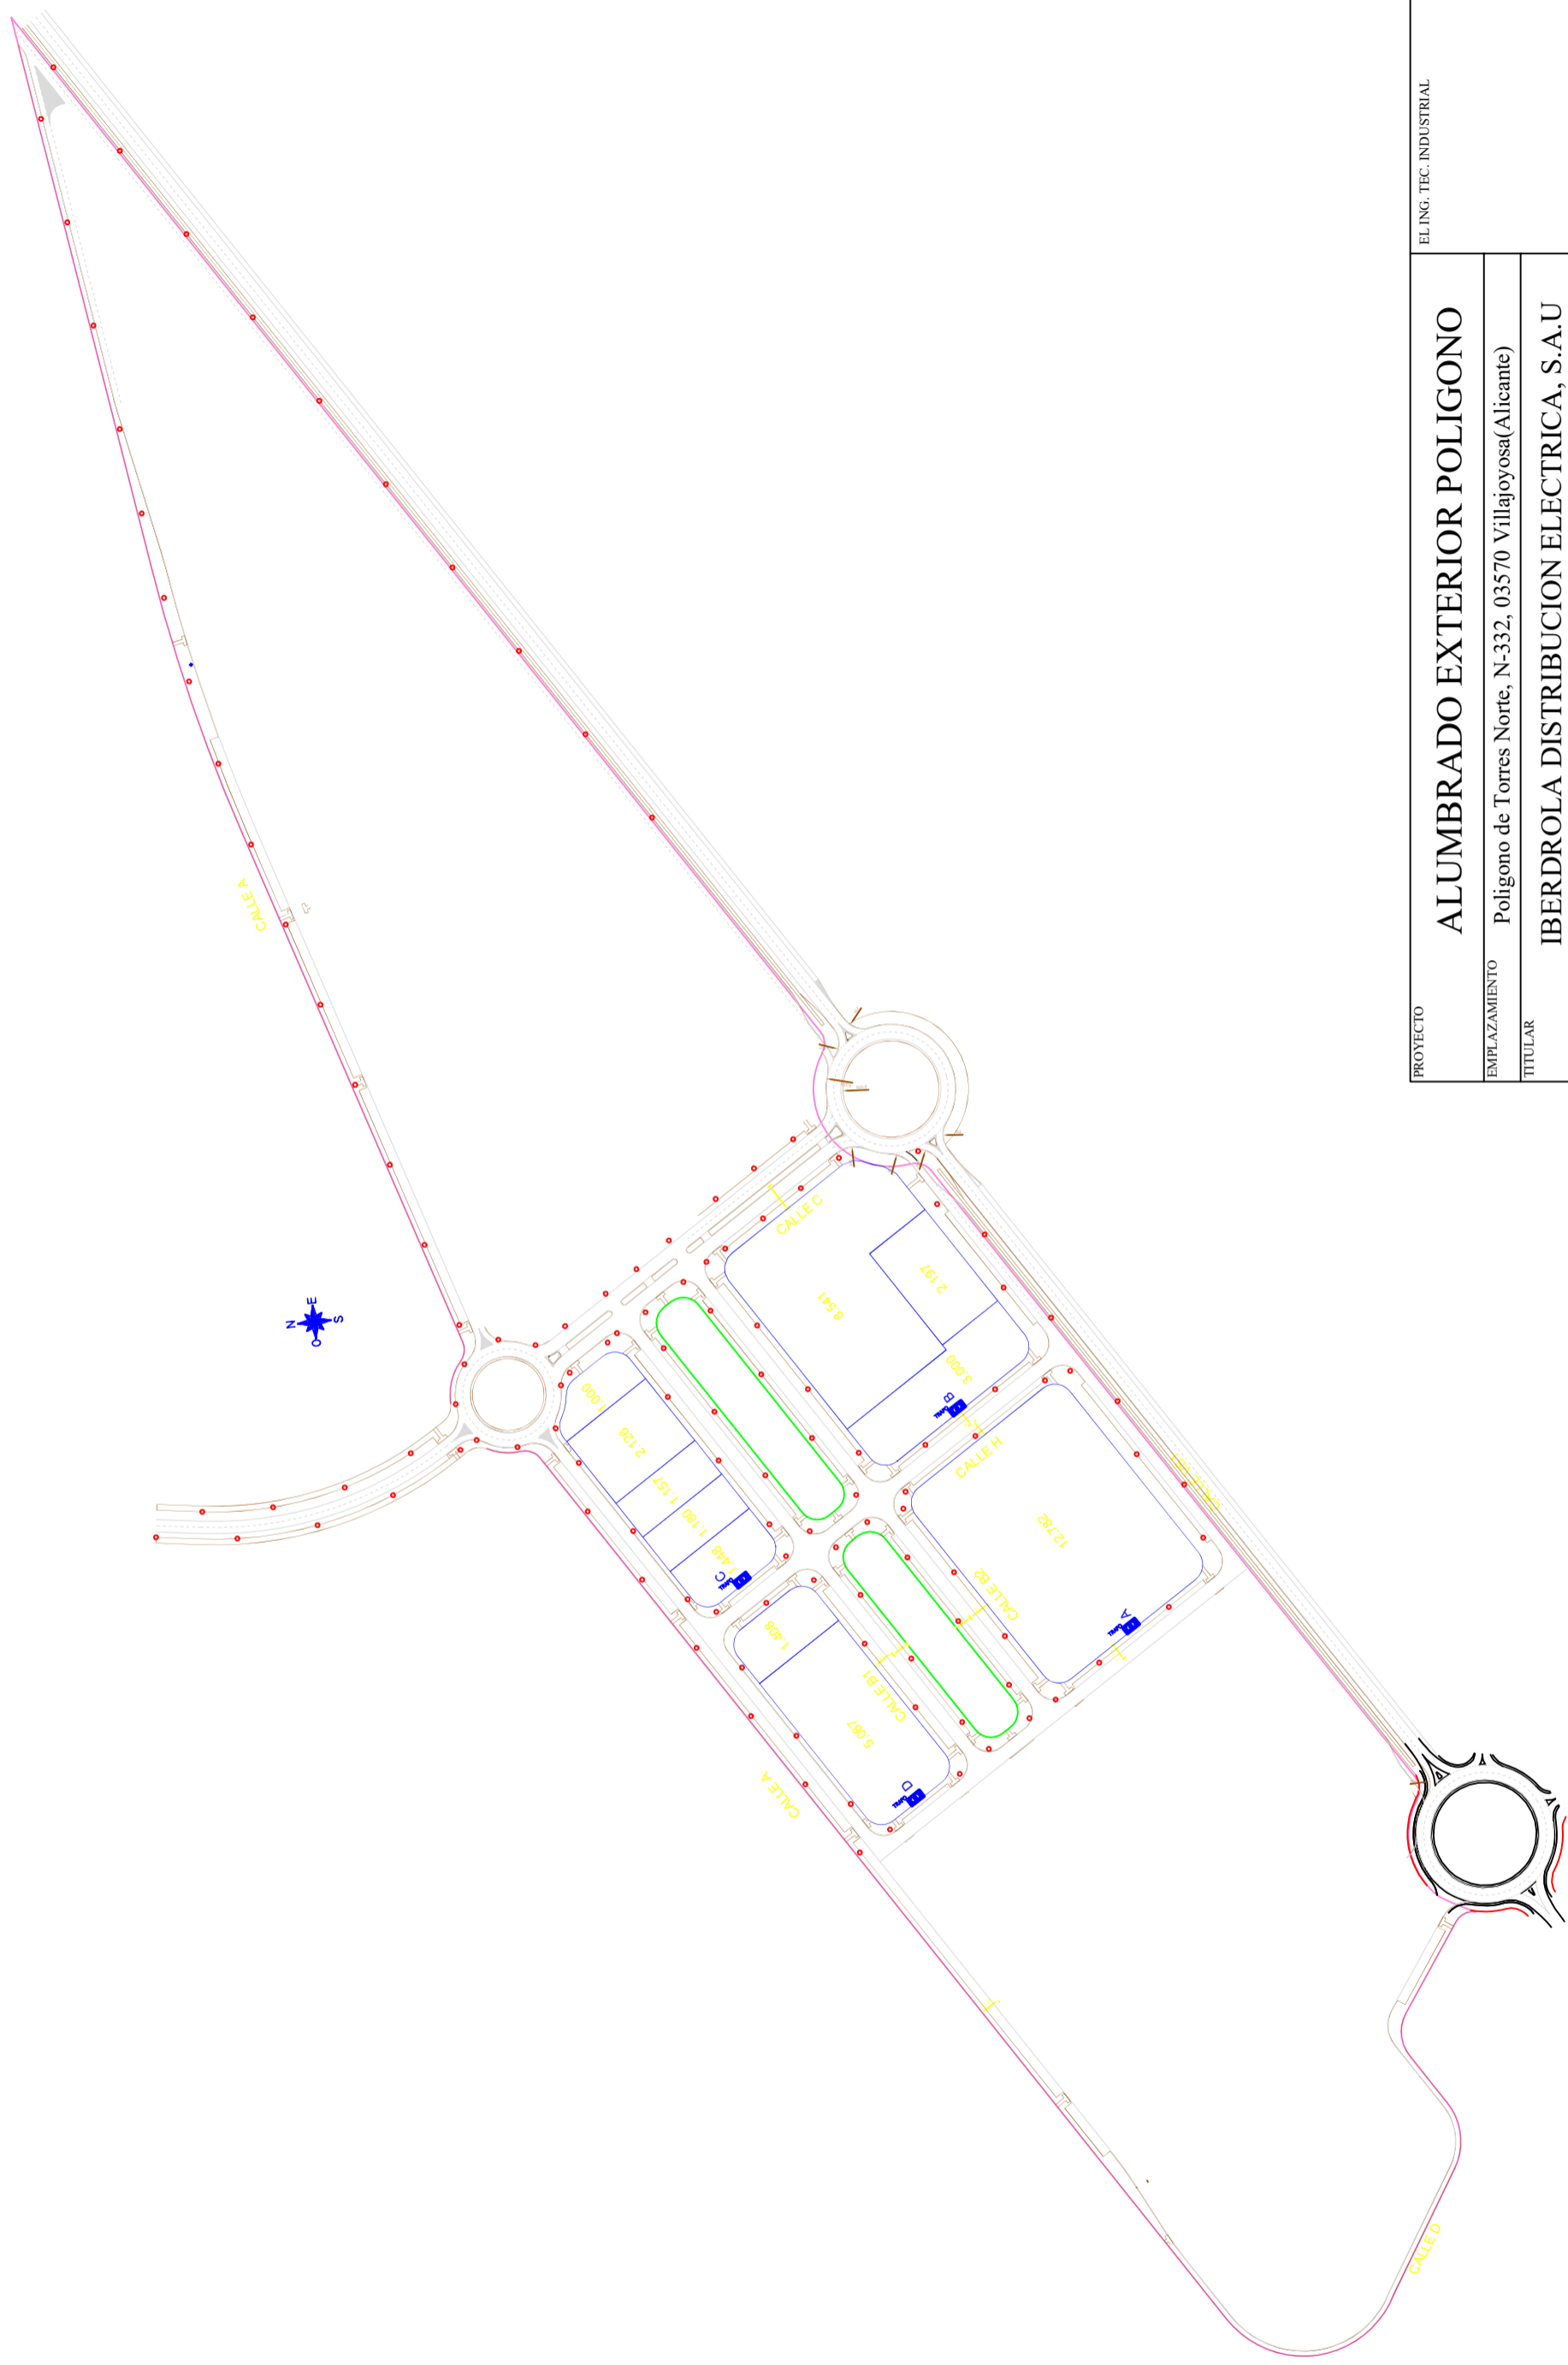 EL ING. TEC. INDUSTRIAL
PROYECTO
ALUMBRADO EXTERIOR POLIGONO
EMPLAZAMIENTO
Poligono de Torres Norte, N-332, 03570 Villajoyosa(Alicante)
TITULAR
IBERDROLA DISTRIBUCION ELECTRICA, S.A.U
CALLE A
N
E
S
O
CALLE C
8.541
2.197
3.000
B
CALLE H
1.000
2.126
1.157
1.180
1.448
C
12.782
CALLE B2
A
1.408
CALLE B1
5.087
D
CALLE A
CALLE D